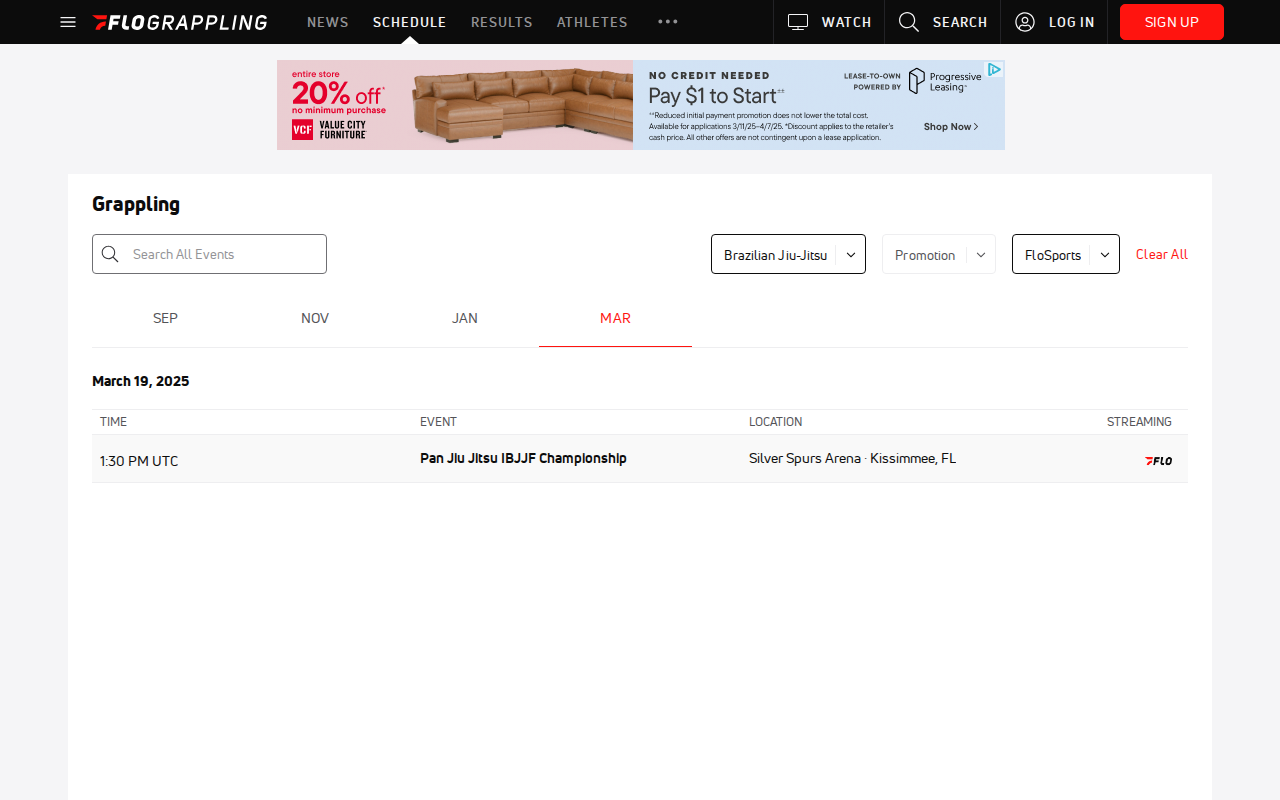 FLOGRAPPLING NEWS SCHEDULE RESULTS ATHLETES ••• WATCH SEARCH LOG IN SIGN UP
entire store
20% off*
no minimum purchase
VCF VALUE CITY FURNITURE
NO CREDIT NEEDED
Pay $1 to Start**
LEASE-TO-OWN POWERED BY
Progressive Leasing
**Reduced initial payment promotion does not lower the total cost.
Available for applications 3/11/25–4/7/25. *Discount applies to the retailer's
cash price. All other offers are not contingent upon a lease application.
Shop Now >
Grappling
Search All Events Brazilian Jiu-Jitsu Promotion FloSports Clear All
SEP NOV JAN MAR
March 19, 2025
TIME EVENT LOCATION STREAMING
1:30 PM UTC Pan Jiu Jitsu IBJJF Championship Silver Spurs Arena · Kissimmee, FL FLO